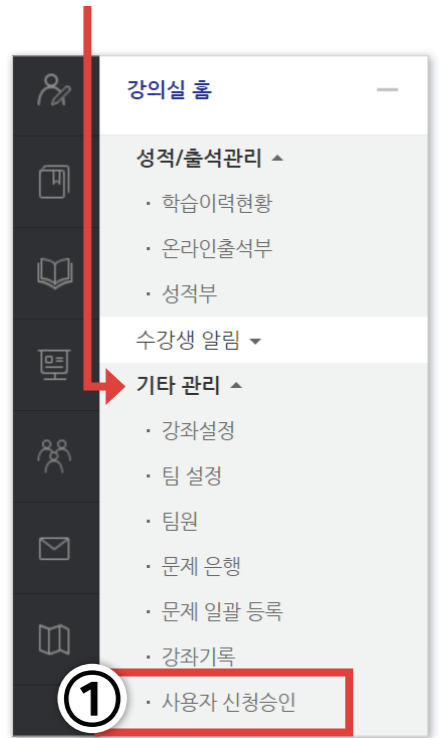 강의실 홈
성적/출석관리 ▲
· 학습이력현황
· 온라인출석부
· 성적부
수강생 알림 ▼
기타 관리 ▲
· 강좌설정
· 팀 설정
· 팀원
· 문제 은행
· 문제 일괄 등록
· 강좌기록
① · 사용자 신청승인